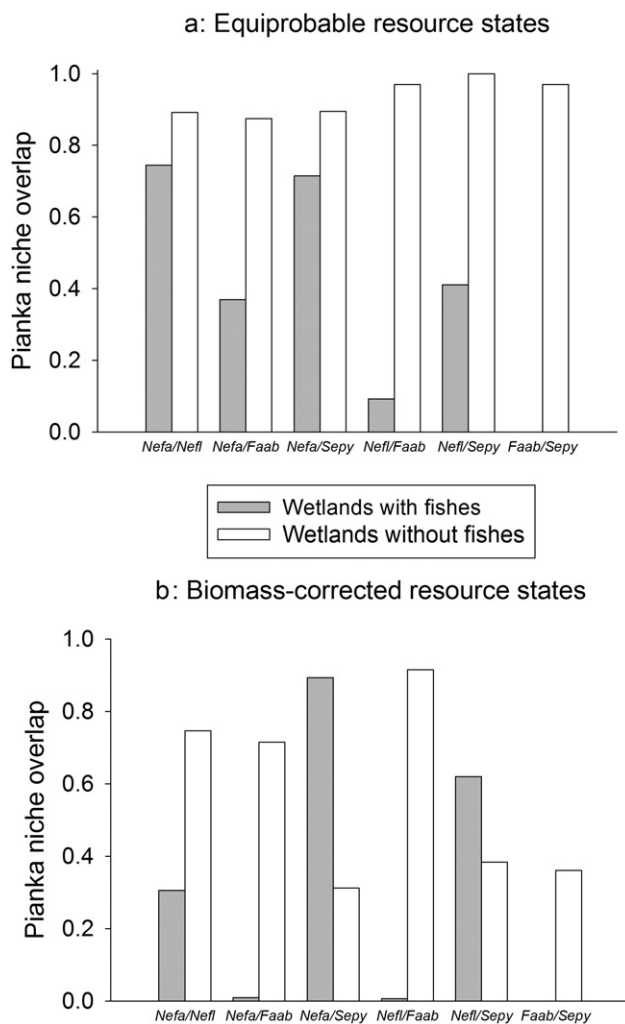 a: Equiprobable resource states
Pianka niche overlap
1.0
0.8
0.6
0.4
0.2
0.0
Nefa/Nefl Nefa/Faab Nefa/Sepy Nefl/Faab Nefl/Sepy Faab/Sepy
Wetlands with fishes
Wetlands without fishes
b: Biomass-corrected resource states
Pianka niche overlap
1.0
0.8
0.6
0.4
0.2
0.0
Nefa/Nefl Nefa/Faab Nefa/Sepy Nefl/Faab Nefl/Sepy Faab/Sepy